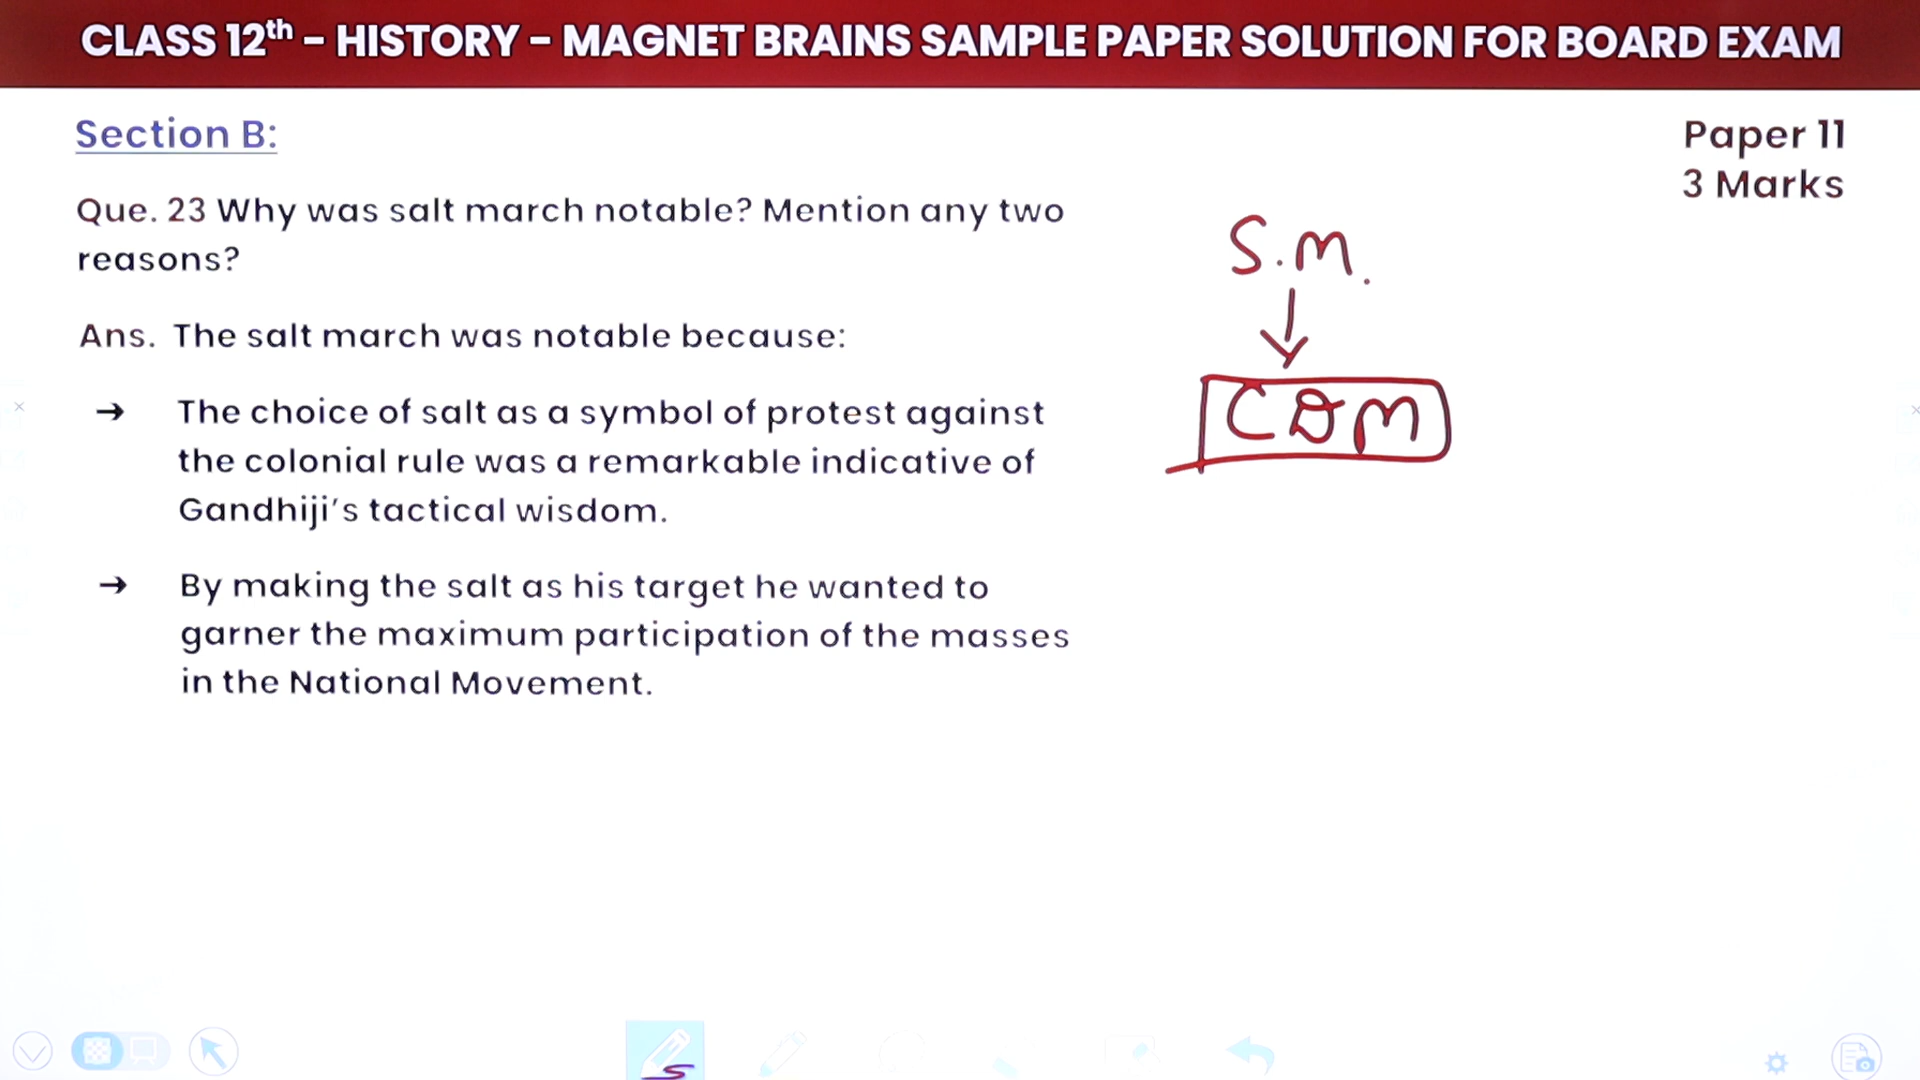 CLASS 12th – HISTORY – MAGNET BRAINS SAMPLE PAPER SOLUTION FOR BOARD EXAM
Section B:
Paper 11
3 Marks
Que. 23 Why was salt march notable? Mention any two
reasons?
Ans. The salt march was notable because:
→ The choice of salt as a symbol of protest against
the colonial rule was a remarkable indicative of
Gandhiji's tactical wisdom.
→ By making the salt as his target he wanted to
garner the maximum participation of the masses
in the National Movement.
S.M.
CDM